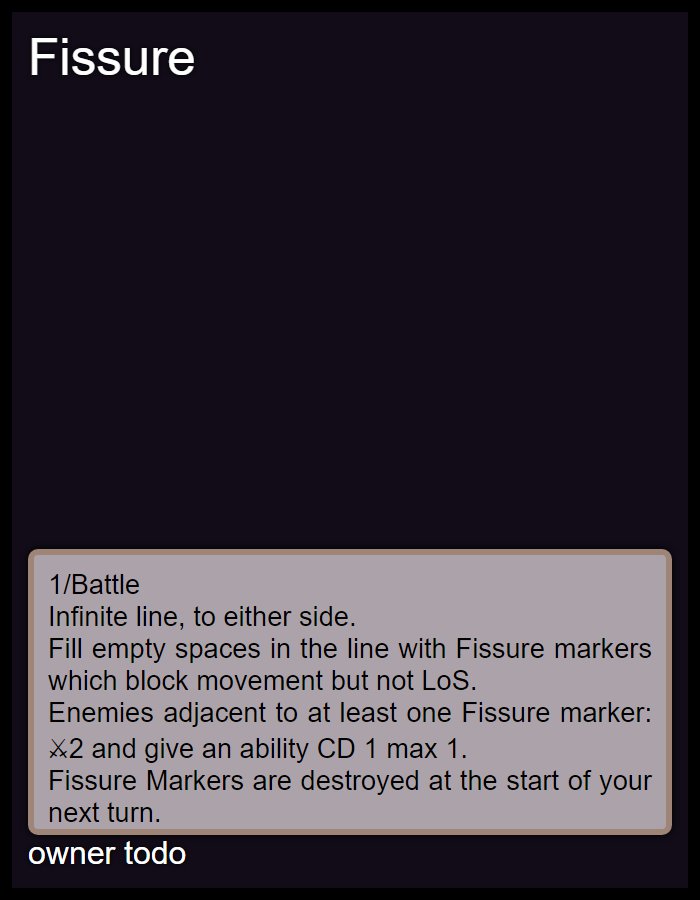 Fissure
1/Battle
Infinite line, to either side.
Fill empty spaces in the line with Fissure markers
which block movement but not LoS.
Enemies adjacent to at least one Fissure marker:
⚔2 and give an ability CD 1 max 1.
Fissure Markers are destroyed at the start of your
next turn.
owner todo